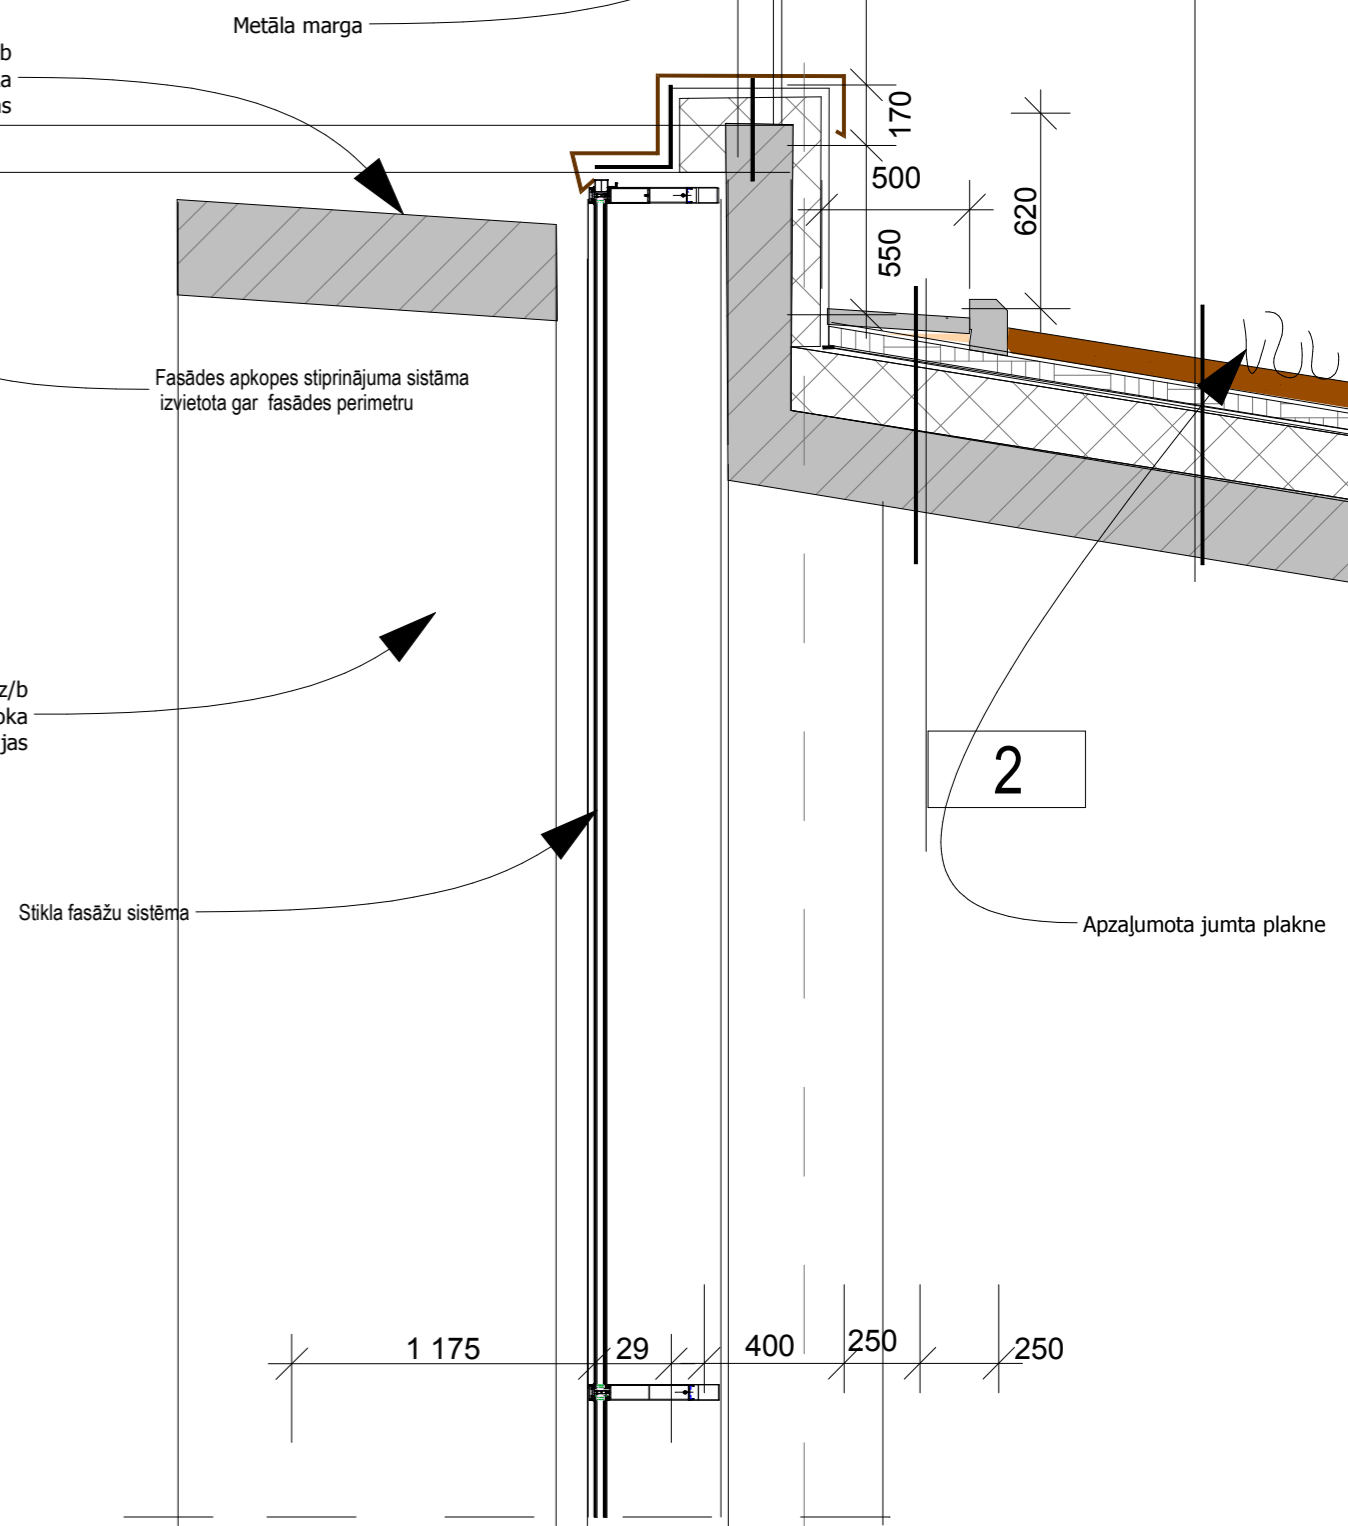 Metāla marga
b
a
s
170
500
620
550
Fasādes apkopes stiprinājuma sistāma
izvietota gar fasādes perimetru
z/b
oka
jas
2
Stikla fasāžu sistēma
Apzaļumota jumta plakne
1 175
29
400
250
250